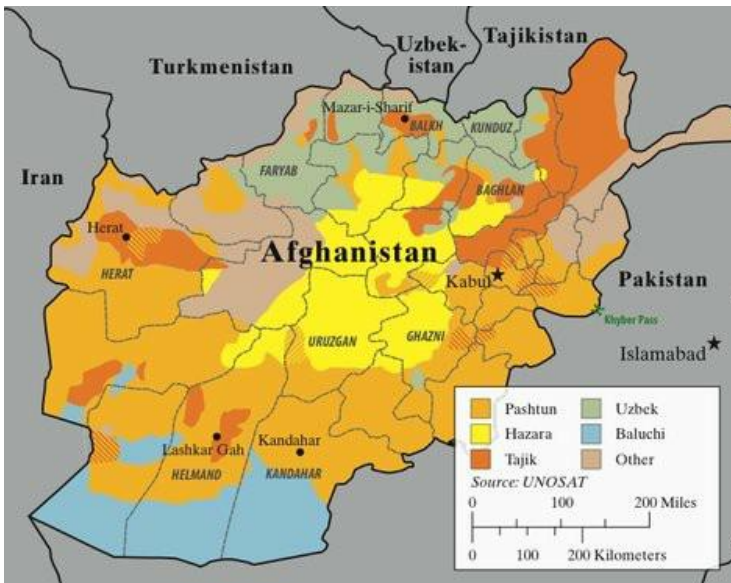 Tajikistan
Uzbek-
istan
Turkmenistan
Mazar-i-Sharif
BALKH
KUNDUZ
FARYAB
Iran
BAGHLAN
Herat
Afghanistan
HERAT
Kabul
Pakistan
Khyber Pass
URUZGAN
GHAZNI
Islamabad
Lashkar Gah
Kandahar
HELMAND
KANDAHAR
Pashtun
Uzbek
Hazara
Baluchi
Tajik
Other
Source: UNOSAT
0 100 200 Miles
0 100 200 Kilometers